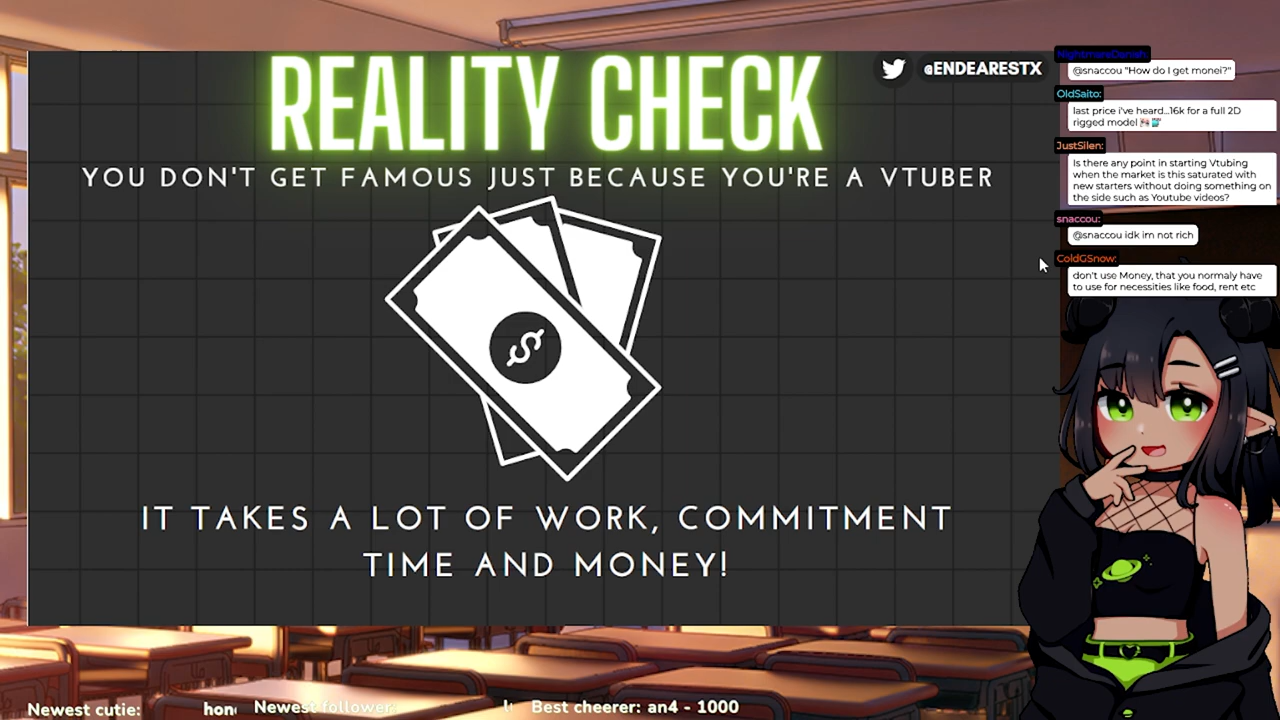 REALITY CHECK
@ENDEARESTX
YOU DON'T GET FAMOUS JUST BECAUSE YOU'RE A VTUBER
IT TAKES A LOT OF WORK, COMMITMENT
TIME AND MONEY!
@snaccou "How do I get monei?"
OldSaito:
last price i've heard...16k for a full 2D
rigged model
JustSilen:
Is there any point in starting Vtubing
when the market is this saturated with
new starters without doing something on
the side such as Youtube videos?
snaccou:
@snaccou idk im not rich
ColdGSnow:
don't use Money, that you normaly have
to use for necessities like food, rent etc
Newest cutie: hon
Newest follower:
Best cheerer: an4 - 1000